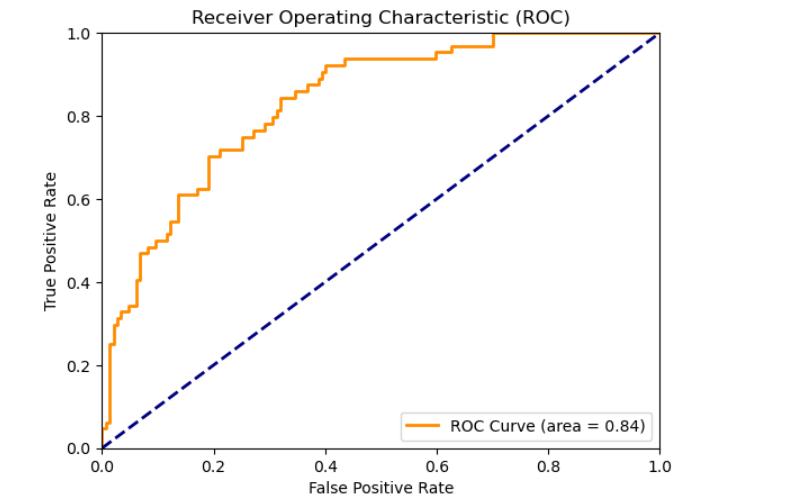 Receiver Operating Characteristic (ROC)
1.0
0.8
0.6
0.4
0.2
0.0
True Positive Rate
ROC Curve (area = 0.84)
0.0 0.2 0.4 0.6 0.8 1.0
False Positive Rate